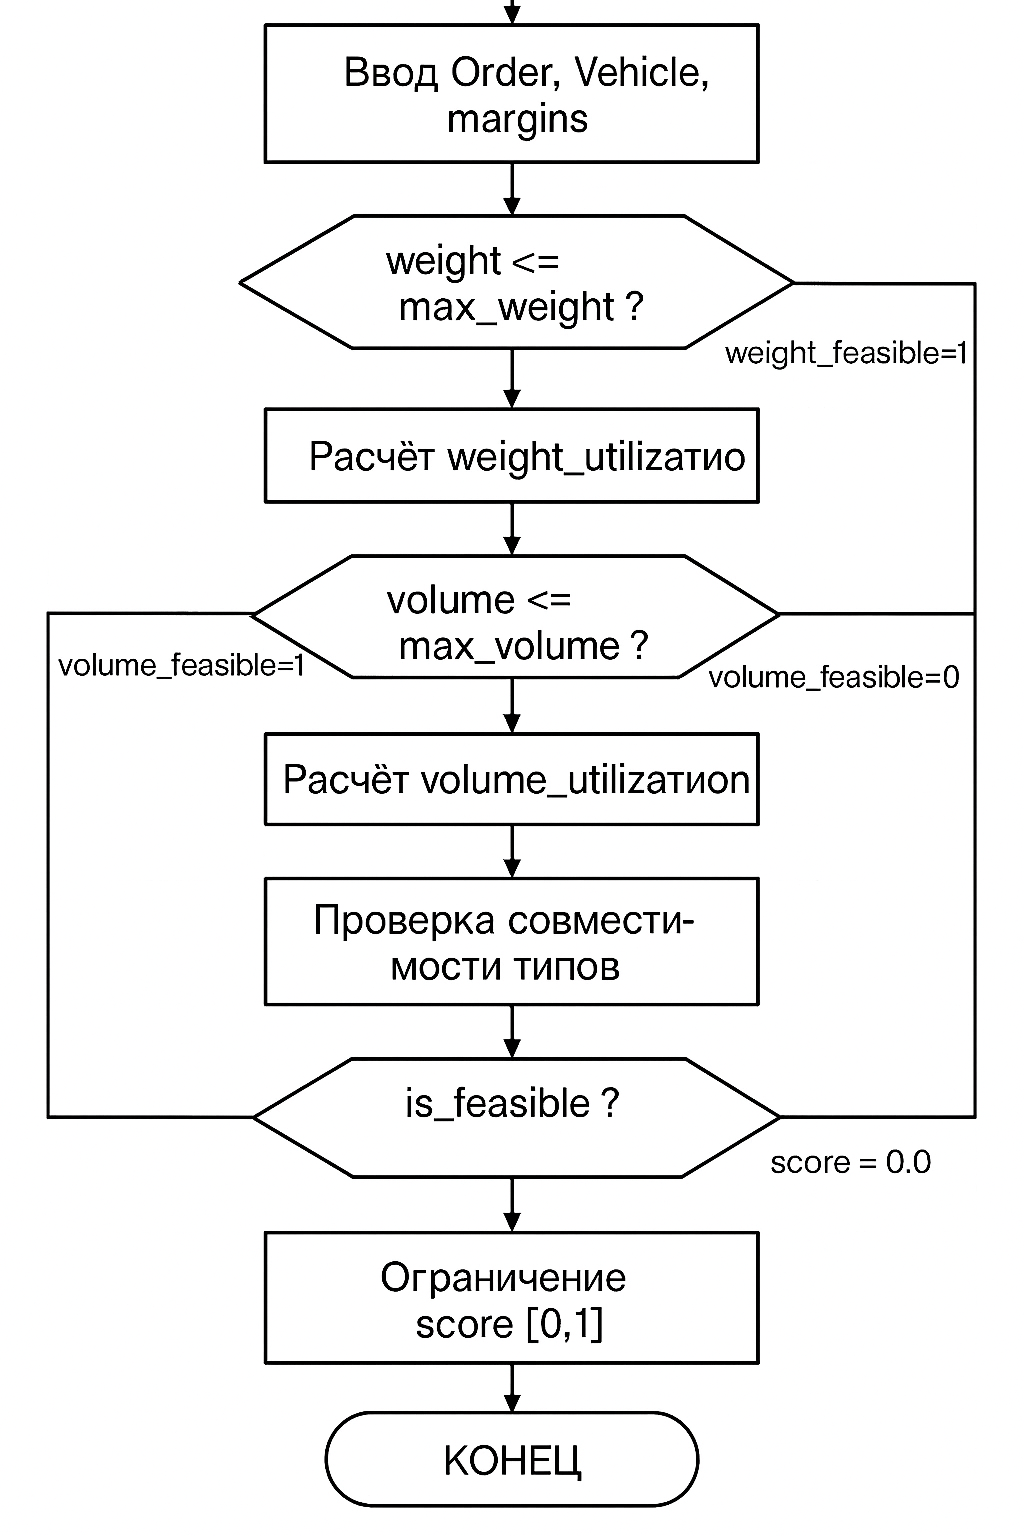 Ввод Order, Vehicle,
margins
weight <=
max_weight ?
weight_feasible=1
Расчёт weight_utilizатио
volume <=
max_volume ?
volume_feasible=1
volume_feasible=0
Расчёт volume_utilizатиоn
Проверка совмести-
мости типов
is_feasible ?
score = 0.0
Ограничение
score [0,1]
КОНЕЦ